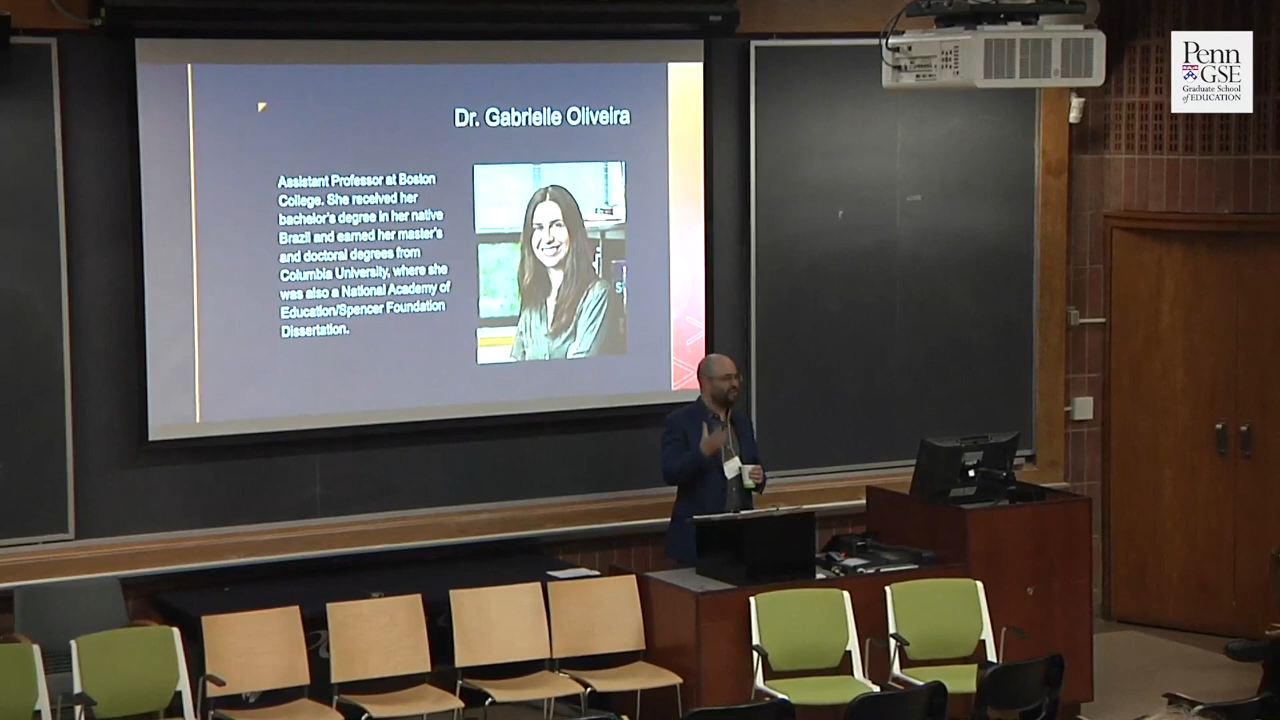 Penn
GSE
Graduate School
of EDUCATION
Dr. Gabrielle Oliveira
Assistant Professor at Boston
College. She received her
bachelor's degree in her native
Brazil and earned her master's
and doctoral degrees from
Columbia University, where she
was also a National Academy of
Education/Spencer Foundation
Dissertation.